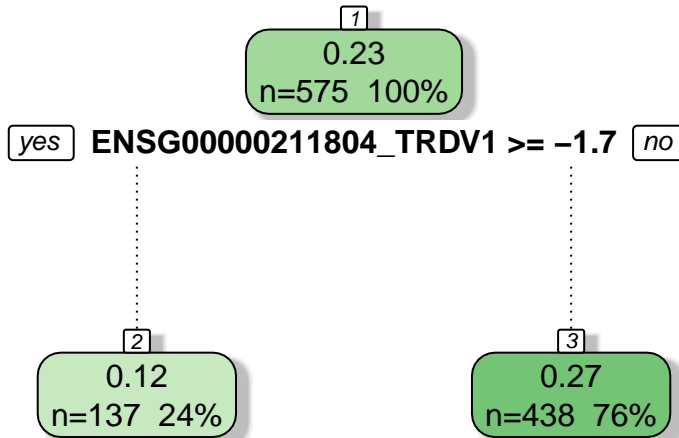 1
0.23
n=575 100%
yes ENSG00000211804_TRDV1 >= −1.7 no
2
0.12
n=137 24%
3
0.27
n=438 76%